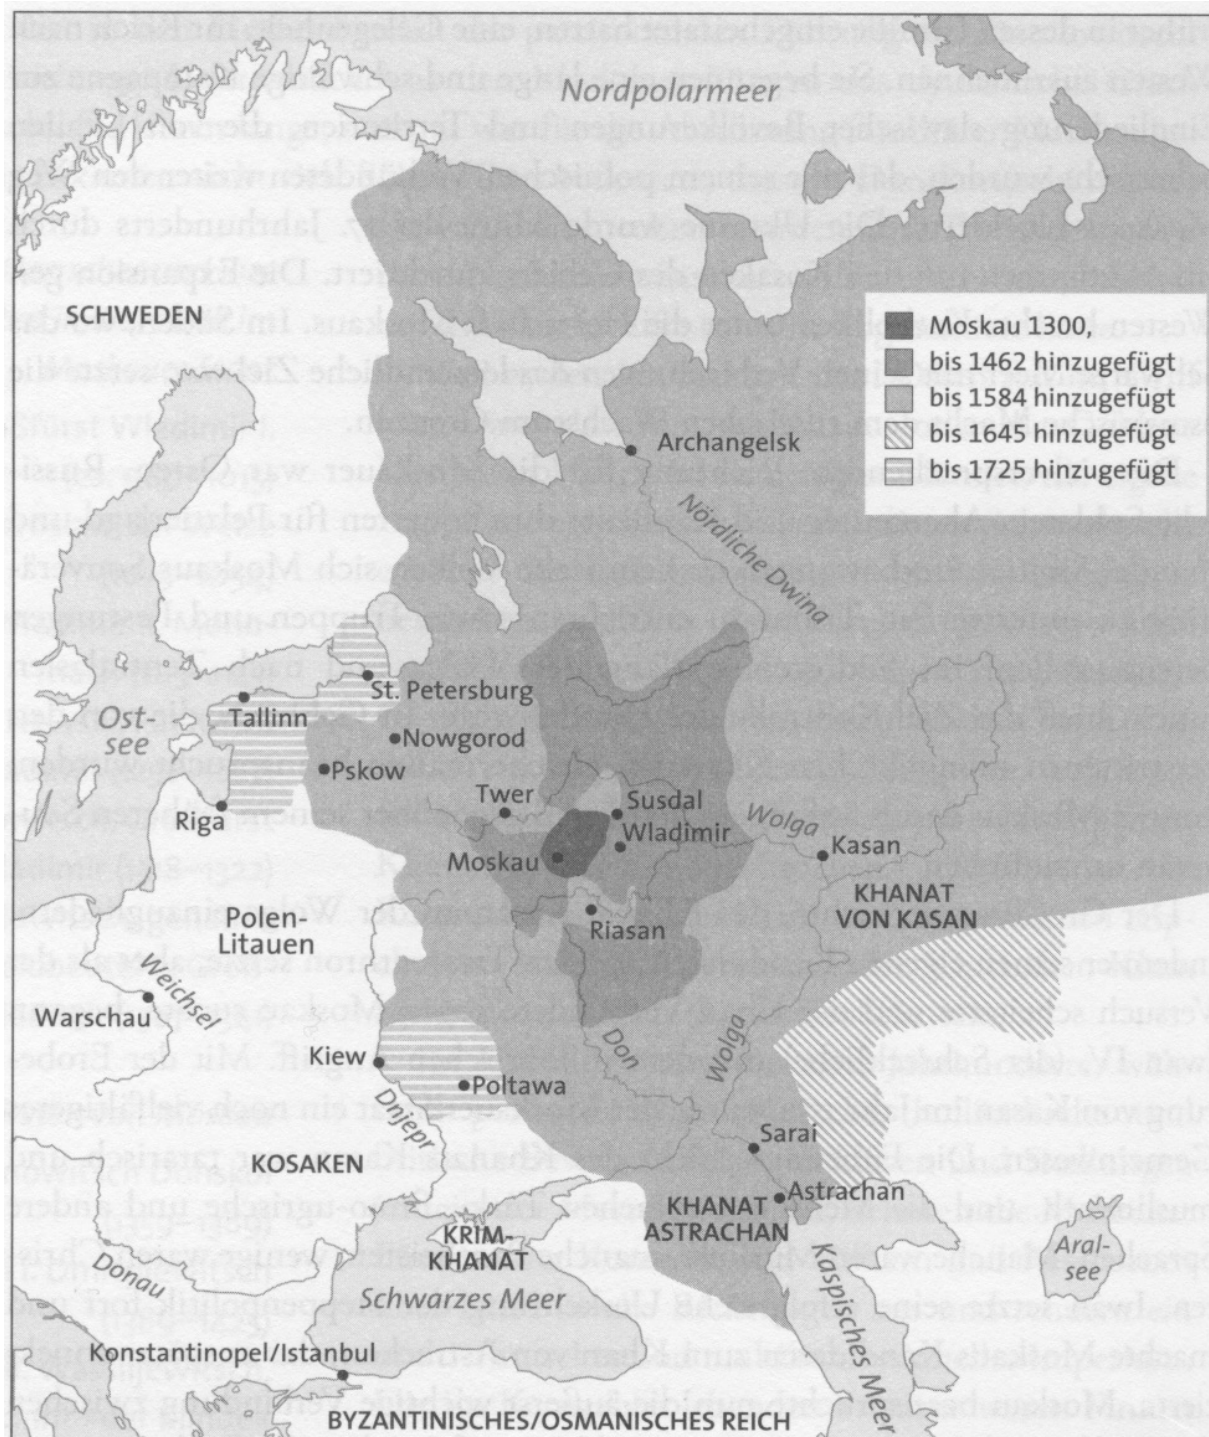 Nordpolarmeer
SCHWEDEN
Moskau 1300,
bis 1462 hinzugefügt
bis 1584 hinzugefügt
bis 1645 hinzugefügt
bis 1725 hinzugefügt
Archangelsk
Nördliche Dwina
St. Petersburg
Tallinn
Ost-
see
Nowgorod
Pskow
Riga
Twer
Susdal
Wladimir
Moskau
Wolga
Kasan
KHANAT
VON KASAN
Riasan
Polen-
Litauen
Weichsel
Warschau
Kiew
Poltawa
Dnjepr
Don
Wolga
Sarai
KOSAKEN
Astrachan
KHANAT
ASTRACHAN
KRIM-
KHANAT
Donau
Schwarzes Meer
Kaspisches Meer
Aral-
see
Konstantinopel/Istanbul
BYZANTINISCHES/OSMANISCHES REICH